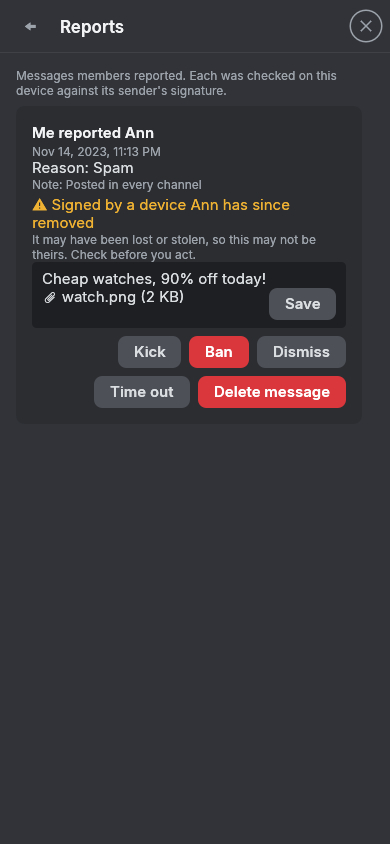 Reports
Messages members reported. Each was checked on this
device against its sender's signature.
Me reported Ann
Nov 14, 2023, 11:13 PM
Reason: Spam
Note: Posted in every channel
Signed by a device Ann has since
removed
It may have been lost or stolen, so this may not be
theirs. Check before you act.
Cheap watches, 90% off today!
watch.png (2 KB)
Save
Kick Ban Dismiss
Time out Delete message